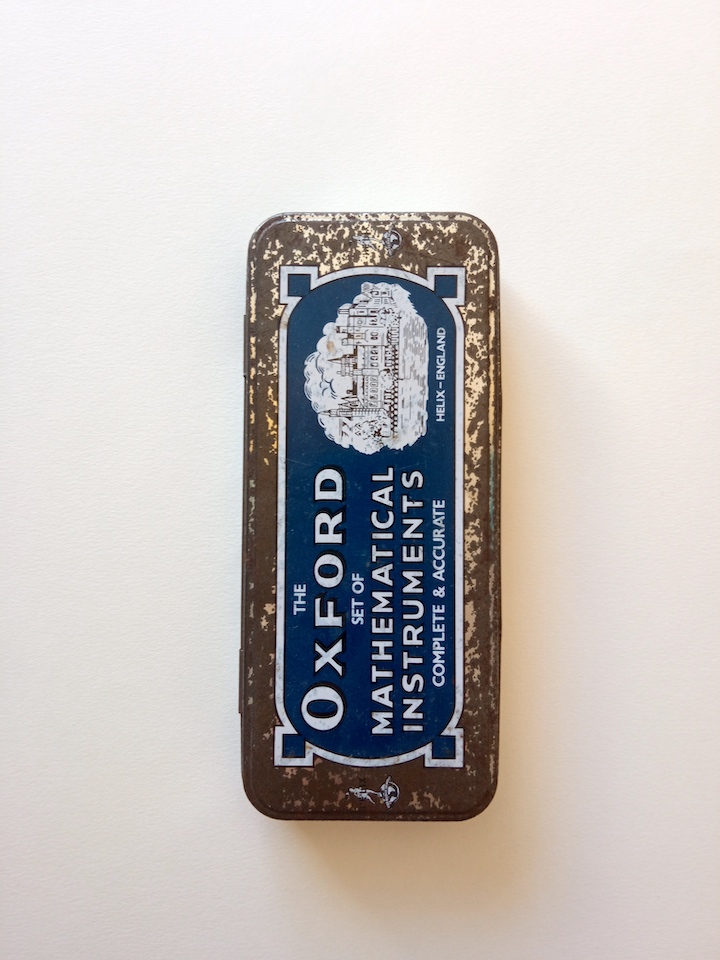 THE
OXFORD
SET OF
MATHEMATICAL
INSTRUMENTS
COMPLETE & ACCURATE
HELIX-ENGLAND